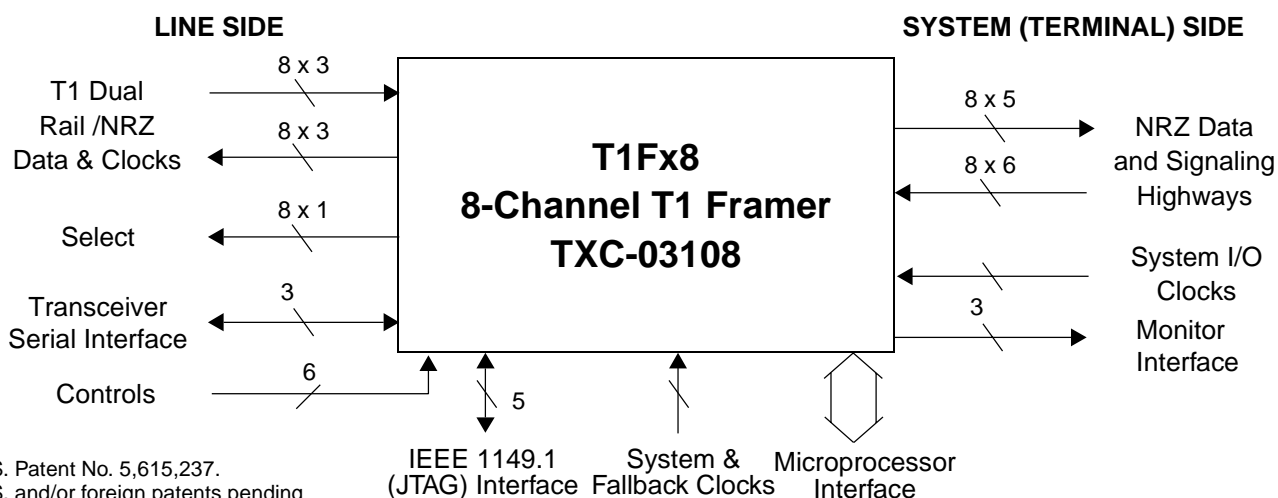 LINE SIDE
SYSTEM (TERMINAL) SIDE
8 x 3
T1 Dual
Rail /NRZ
Data & Clocks
8 x 3
8 x 1
Select
3
Transceiver
Serial Interface
6
Controls
T1Fx8
8-Channel T1 Framer
TXC-03108
8 x 5
NRZ Data
and Signaling
Highways
8 x 6
System I/O
Clocks
3
Monitor
Interface
5
IEEE 1149.1
(JTAG) Interface
System &
Fallback Clocks
Microprocessor
Interface
S. Patent No. 5,615,237.
S. and/or foreign patents pending